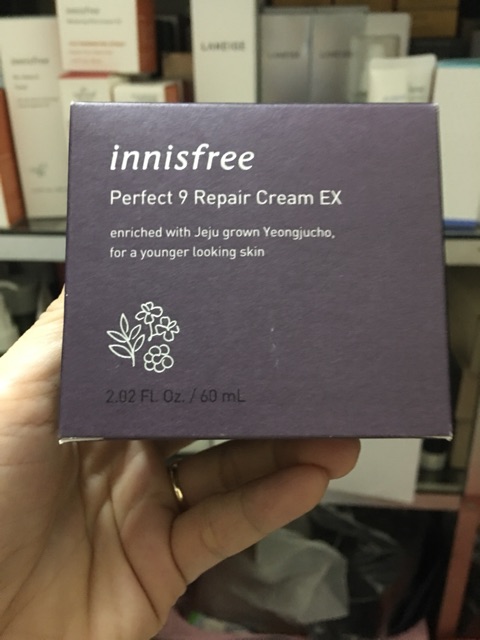 innisfree
LANEIGE
innisfree
Perfect 9 Repair Cream EX
enriched with Jeju grown Yeongjucho,
for a younger looking skin
2.02 Fl. Oz. / 60 mL